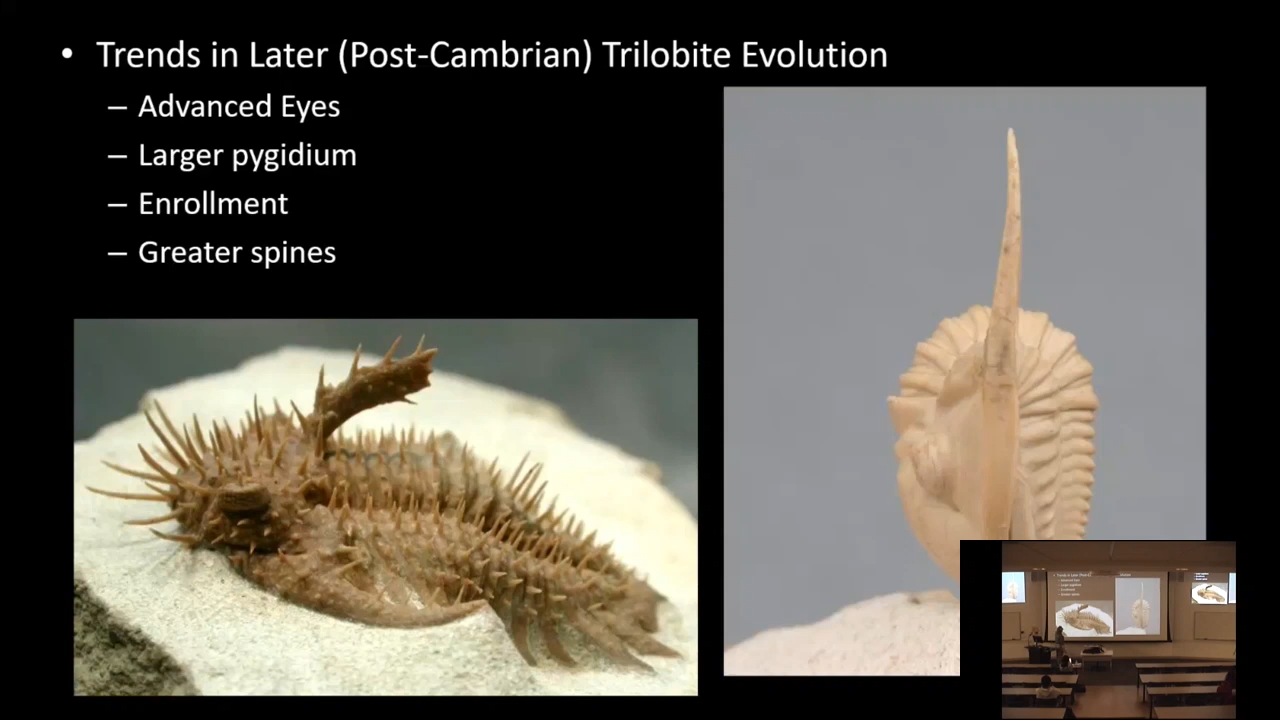 • Trends in Later (Post-Cambrian) Trilobite Evolution
– Advanced Eyes
– Larger pygidium
– Enrollment
– Greater spines